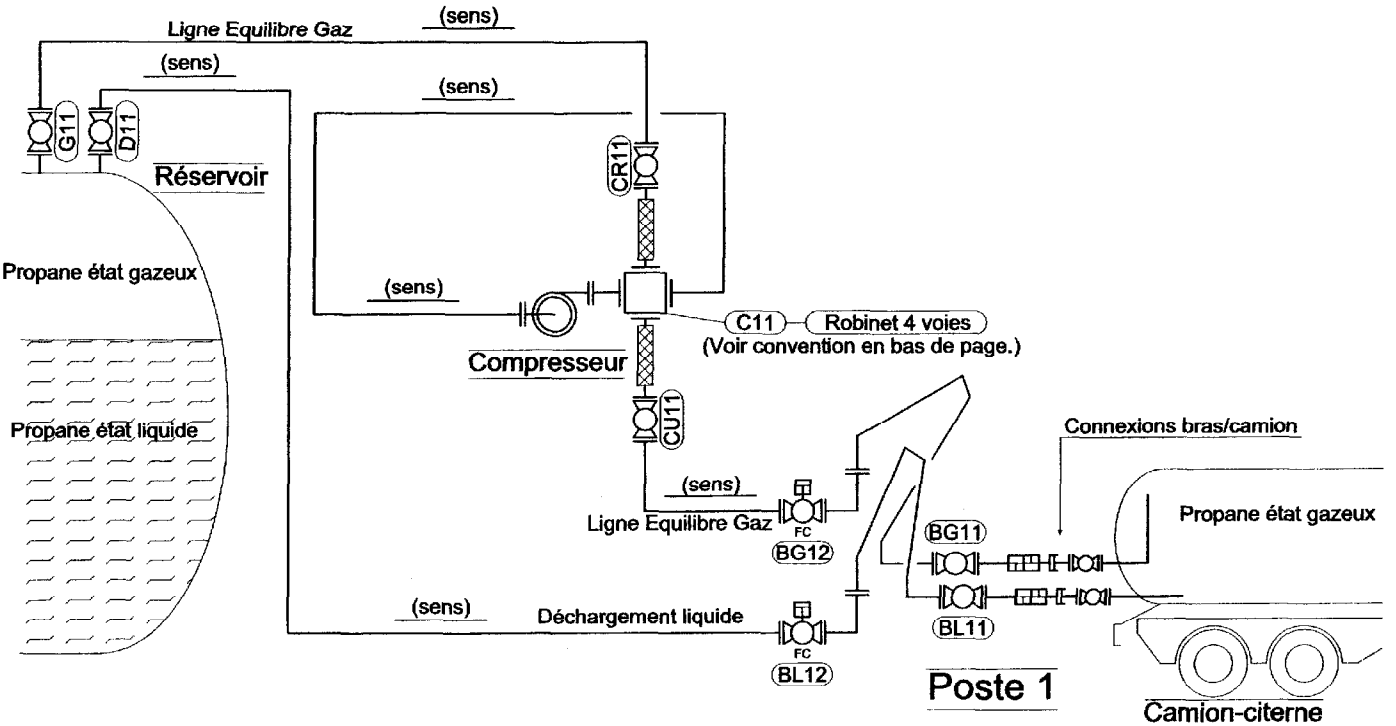 (sens)
Ligne Equilibre Gaz
(sens)
(sens)
G11
D11
CR11
Réservoir
Propane état gazeux
(sens)
C11
Robinet 4 voies
(Voir convention en bas de page.)
Compresseur
CU11
Propane état liquide
Connexions bras/camion
(sens)
Ligne Equilibre Gaz
FC
BG12
Propane état gazeux
BG11
BL11
(sens)
Déchargement liquide
FC
BL12
Poste 1
Camion-citerne